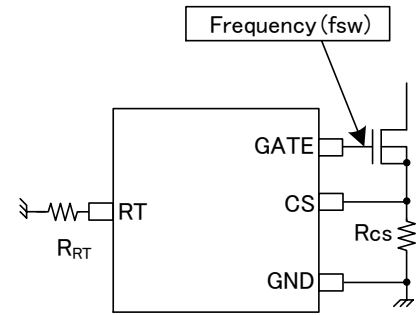 Frequency(fsw)
GATE
RT
CS
RRT
Rcs
GND